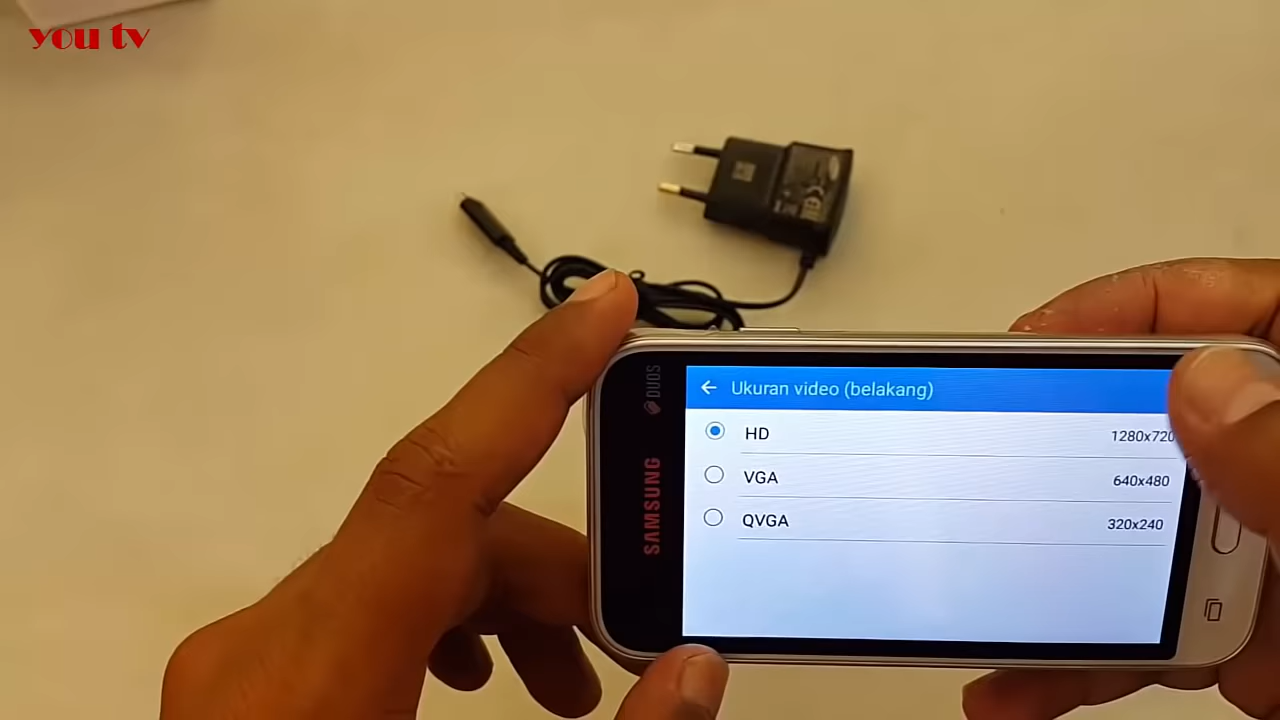 you tv
DUOS
SAMSUNG
Ukuran video (belakang)
HD 1280x720
VGA 640x480
QVGA 320x240